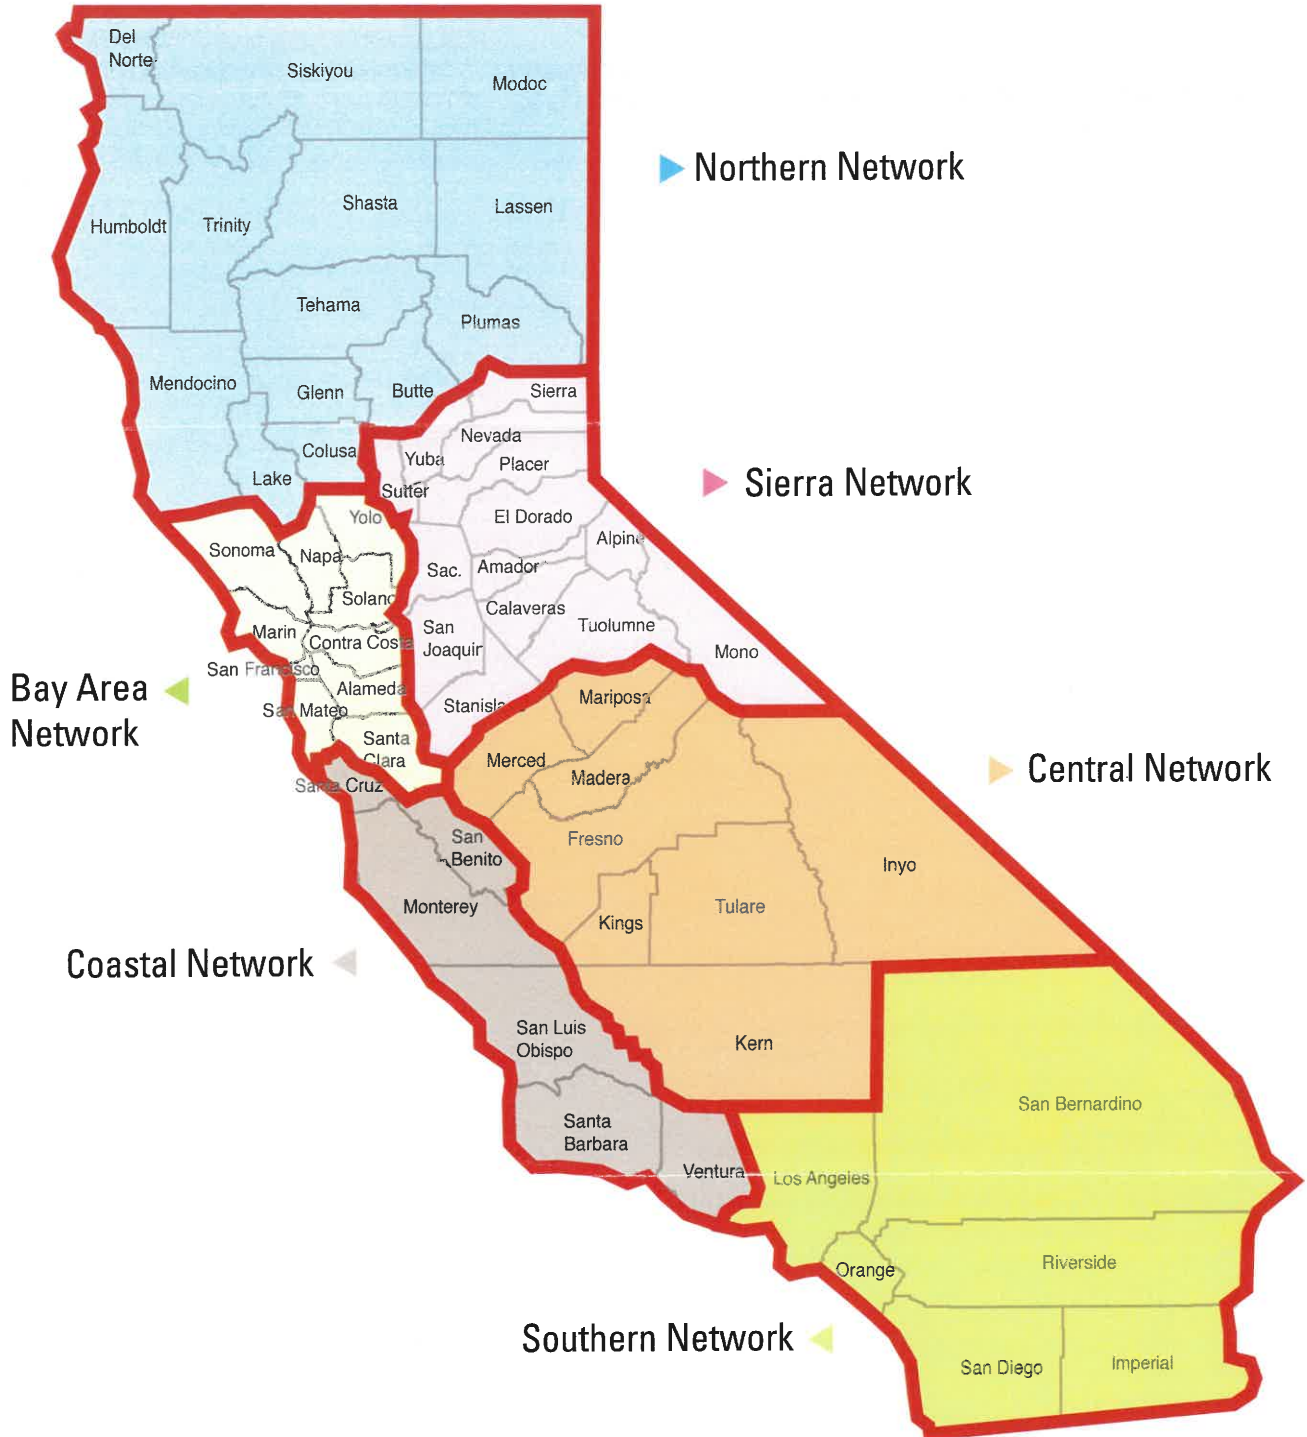 Del
Norte
Siskiyou
Modoc
Northern Network
Humboldt
Trinity
Shasta
Lassen
Tehama
Plumas
Mendocino
Glenn
Butte
Sierra
Colusa
Nevada
Yuba
Placer
Lake
Sutter
Sierra Network
Yolo
El Dorado
Alpine
Sonoma
Napa
Sac.
Amador
Solano
Calaveras
Marin
Contra Costa
San
Joaquin
Tuolumne
Mono
San Francisco
Alameda
Bay Area
Network
San Mateo
Stanisla
Mariposa
Santa
Clara
Merced
Madera
Central Network
Santa Cruz
San
Benito
Fresno
Inyo
Monterey
Kings
Tulare
Coastal Network
San Luis
Obispo
Kern
San Bernardino
Santa
Barbara
Ventura
Los Angeles
Orange
Riverside
Southern Network
San Diego
Imperial